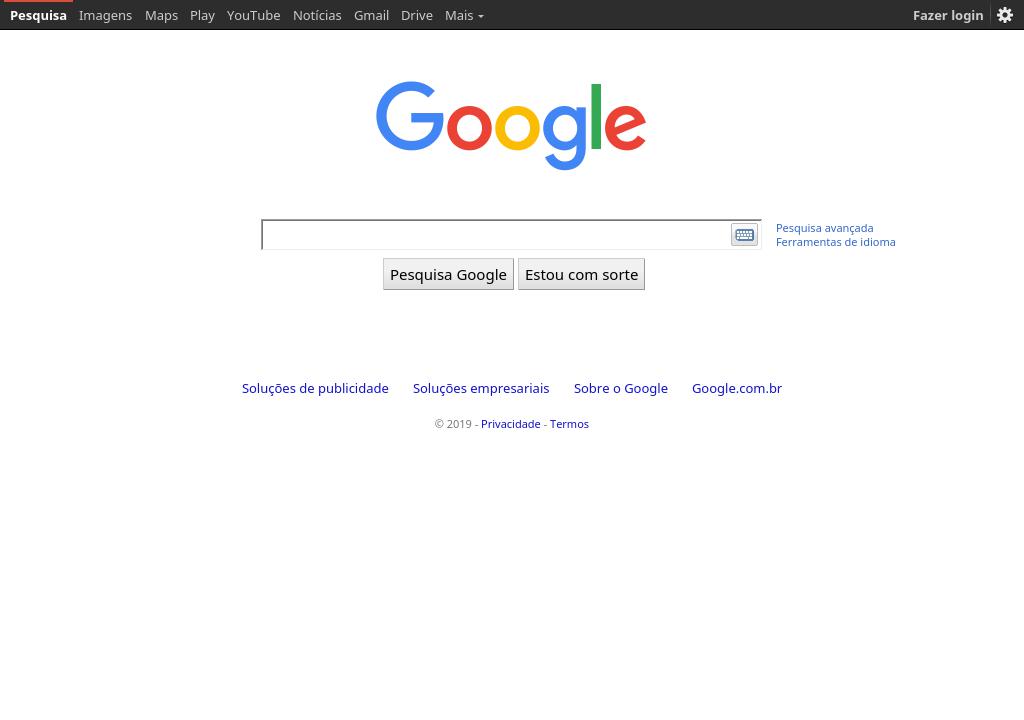 Pesquisa Imagens Maps Play YouTube Notícias Gmail Drive Mais Fazer login
Google
Pesquisa avançada
Ferramentas de idioma
Pesquisa Google Estou com sorte
Soluções de publicidade Soluções empresariais Sobre o Google Google.com.br
© 2019 - Privacidade - Termos